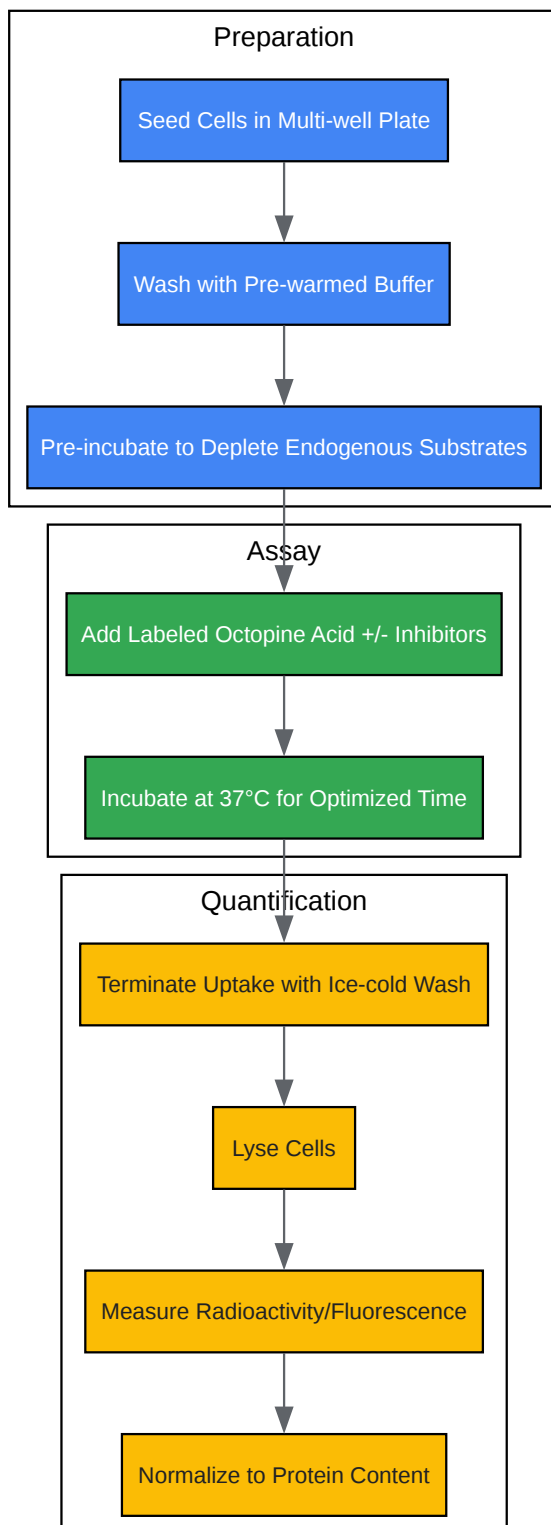 Preparation
Seed Cells in Multi-well Plate
Wash with Pre-warmed Buffer
Pre-incubate to Deplete Endogenous Substrates
Assay
Add Labeled Octopine Acid +/- Inhibitors
Incubate at 37°C for Optimized Time
Quantification
Terminate Uptake with Ice-cold Wash
Lyse Cells
Measure Radioactivity/Fluorescence
Normalize to Protein Content